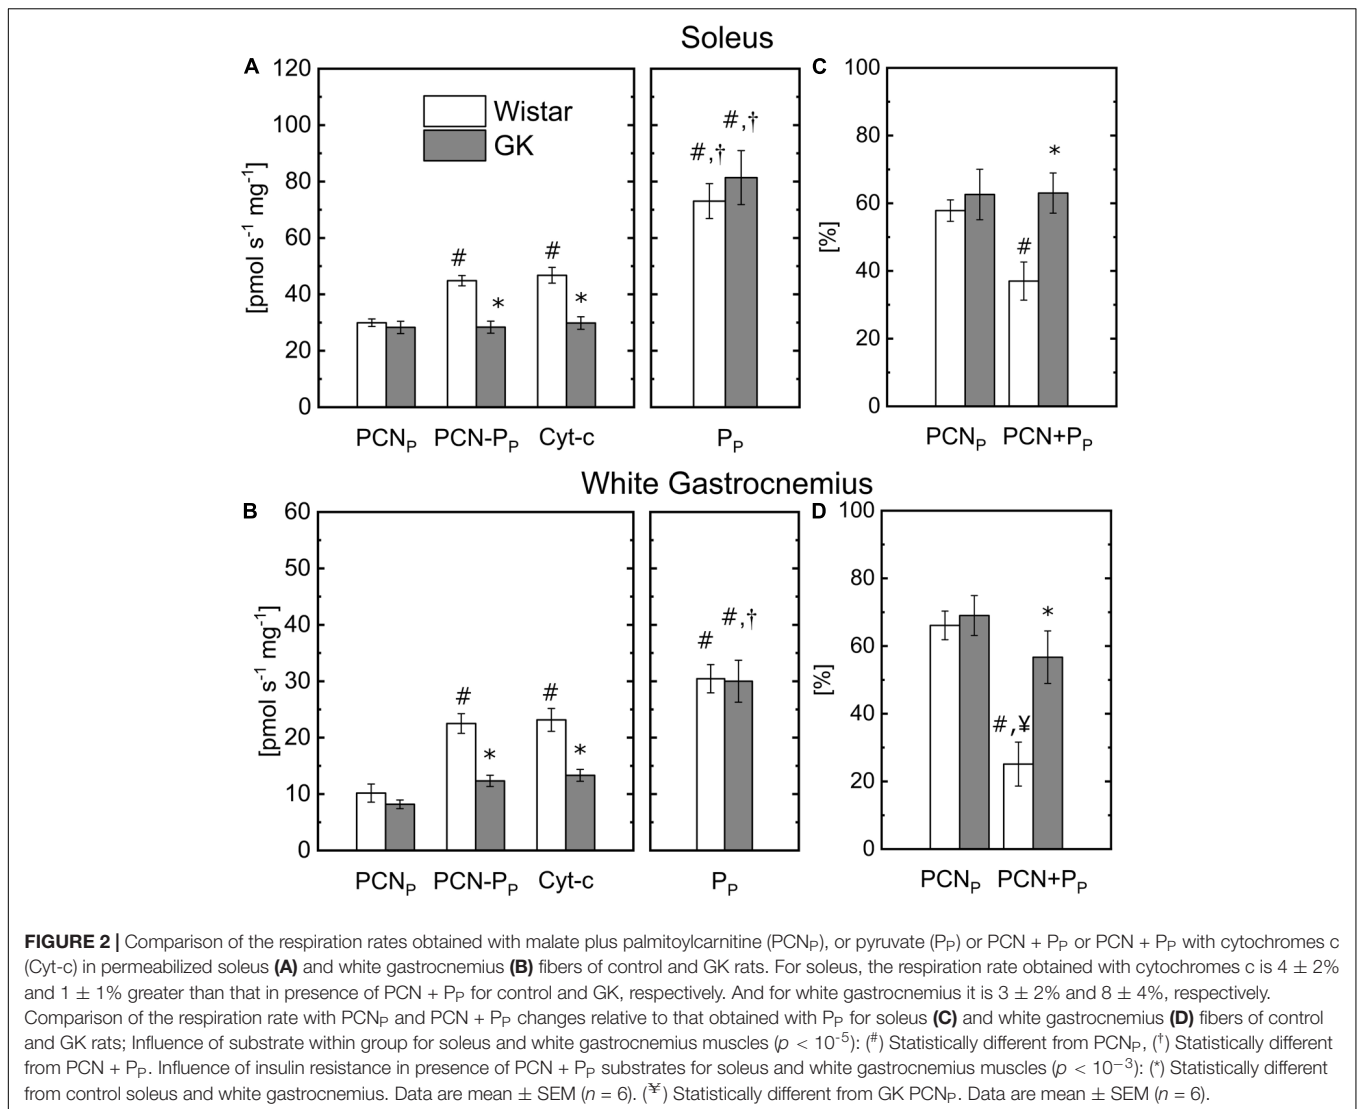 Soleus
A
120
100
80
60
40
20
0
[pmol s⁻¹ mg⁻¹]
Wistar
GK
# # * *
#,† #,†
PCNₚ PCN-Pₚ Cyt-c Pₚ
C
100
80
60
40
20
0
[%]
# *
PCNₚ PCN+Pₚ
White Gastrocnemius
B
60
50
40
30
20
10
0
[pmol s⁻¹ mg⁻¹]
# * # *
# #,†
PCNₚ PCN-Pₚ Cyt-c Pₚ
D
100
80
60
40
20
0
[%]
#,¥ *
PCNₚ PCN+Pₚ
FIGURE 2 | Comparison of the respiration rates obtained with malate plus palmitoylcarnitine (PCNₚ), or pyruvate (Pₚ) or PCN + Pₚ or PCN + Pₚ with cytochromes c
(Cyt-c) in permeabilized soleus (A) and white gastrocnemius (B) fibers of control and GK rats. For soleus, the respiration rate obtained with cytochromes c is 4 ± 2%
and 1 ± 1% greater than that in presence of PCN + Pₚ for control and GK, respectively. And for white gastrocnemius it is 3 ± 2% and 8 ± 4%, respectively.
Comparison of the respiration rate with PCNₚ and PCN + Pₚ changes relative to that obtained with Pₚ for soleus (C) and white gastrocnemius (D) fibers of control
and GK rats; Influence of substrate within group for soleus and white gastrocnemius muscles (p < 10⁻⁵): (#) Statistically different from PCNₚ, (†) Statistically different
from PCN + Pₚ. Influence of insulin resistance in presence of PCN + Pₚ substrates for soleus and white gastrocnemius muscles (p < 10⁻³): (*) Statistically different
from control soleus and white gastrocnemius. Data are mean ± SEM (n = 6). (¥) Statistically different from GK PCNₚ. Data are mean ± SEM (n = 6).